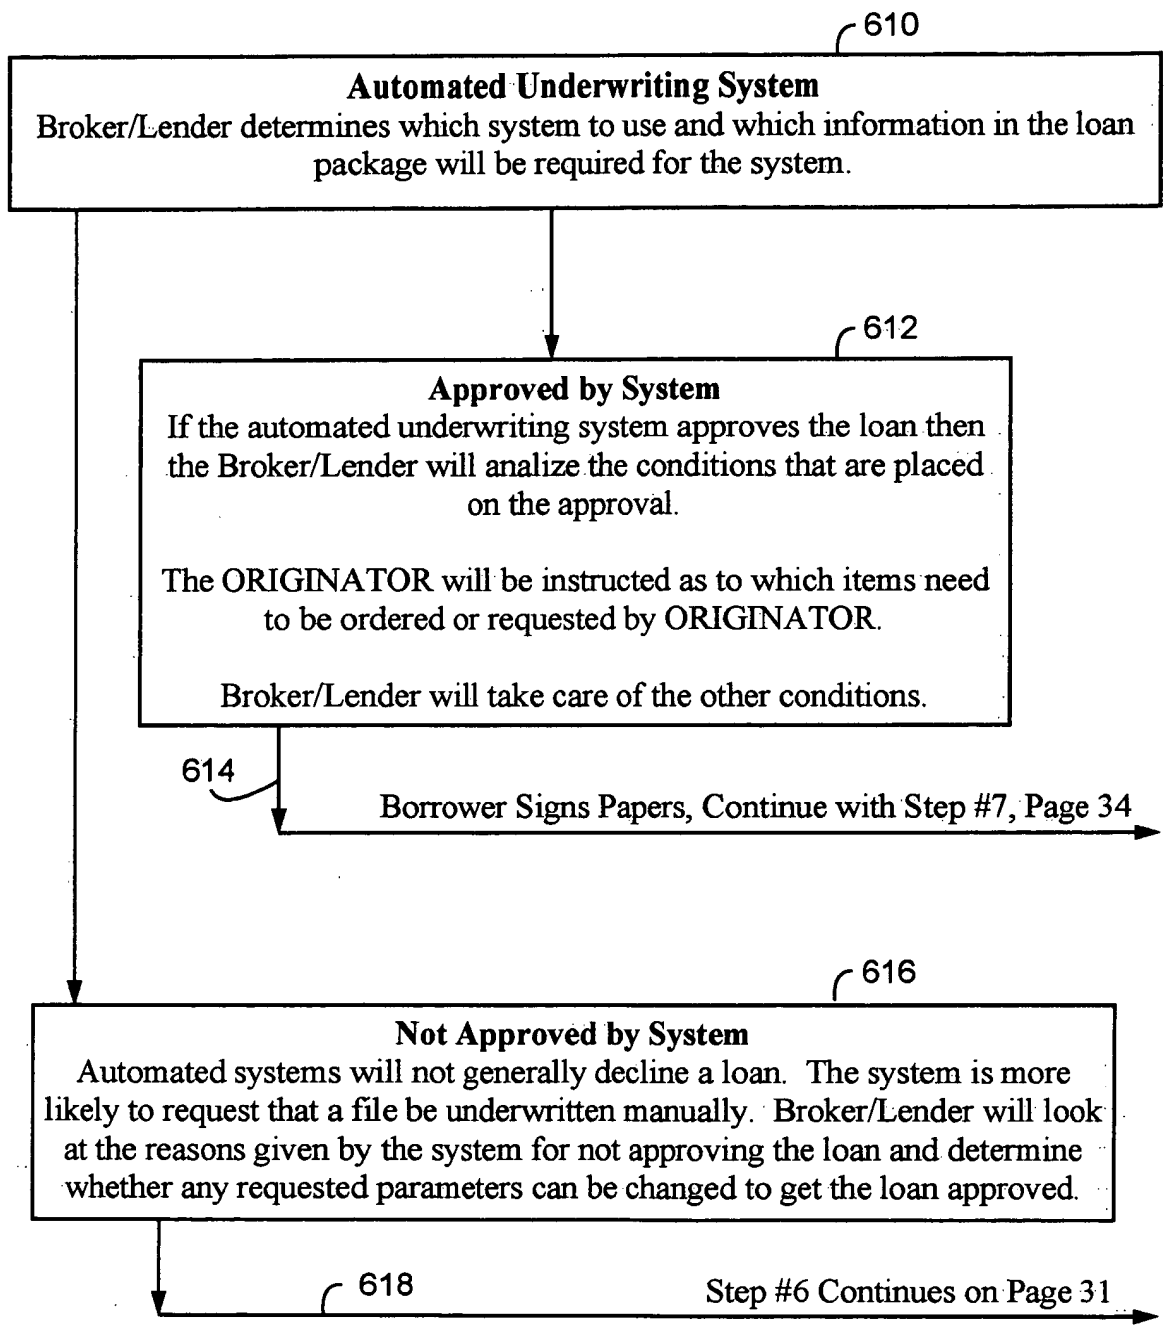 610
Automated Underwriting System
Broker/Lender determines which system to use and which information in the loan
package will be required for the system.
612
Approved by System
If the automated underwriting system approves the loan then
the Broker/Lender will analize the conditions that are placed
on the approval.
The ORIGINATOR will be instructed as to which items need
to be ordered or requested by ORIGINATOR.
Broker/Lender will take care of the other conditions.
614
Borrower Signs Papers, Continue with Step #7, Page 34
616
Not Approved by System
Automated systems will not generally decline a loan. The system is more
likely to request that a file be underwritten manually. Broker/Lender will look
at the reasons given by the system for not approving the loan and determine
whether any requested parameters can be changed to get the loan approved.
618
Step #6 Continues on Page 31